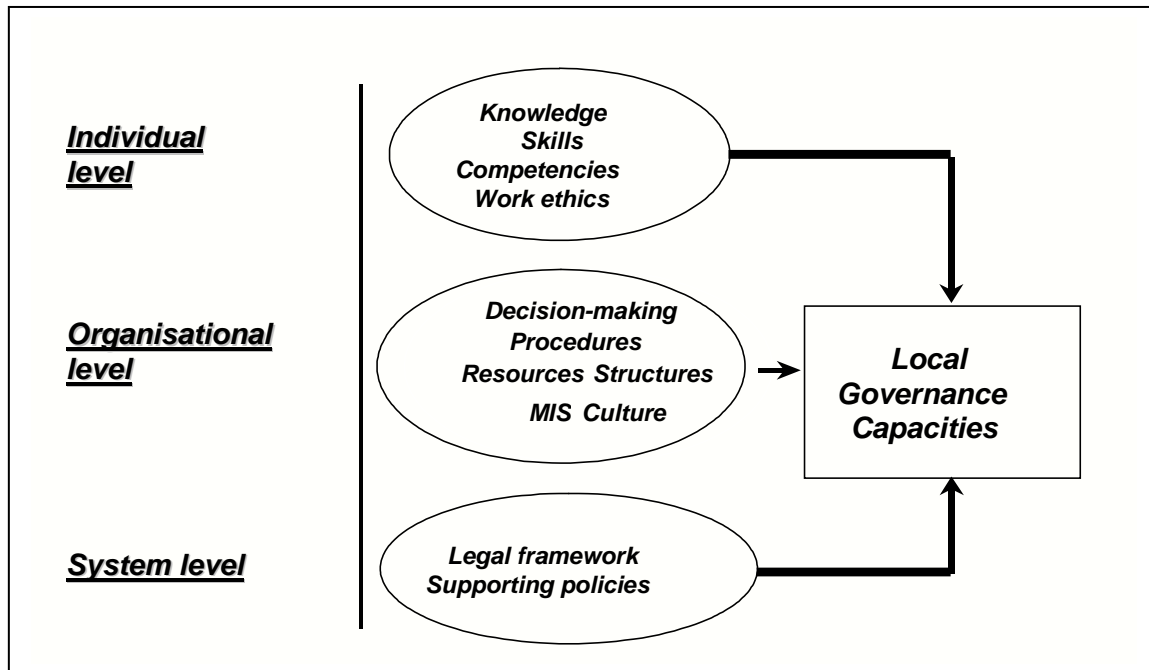 Individual
level
Knowledge
Skills
Competencies
Work ethics
Organisational
level
Decision-making
Procedures
Resources Structures
MIS Culture
Local
Governance
Capacities
System level
Legal framework
Supporting policies